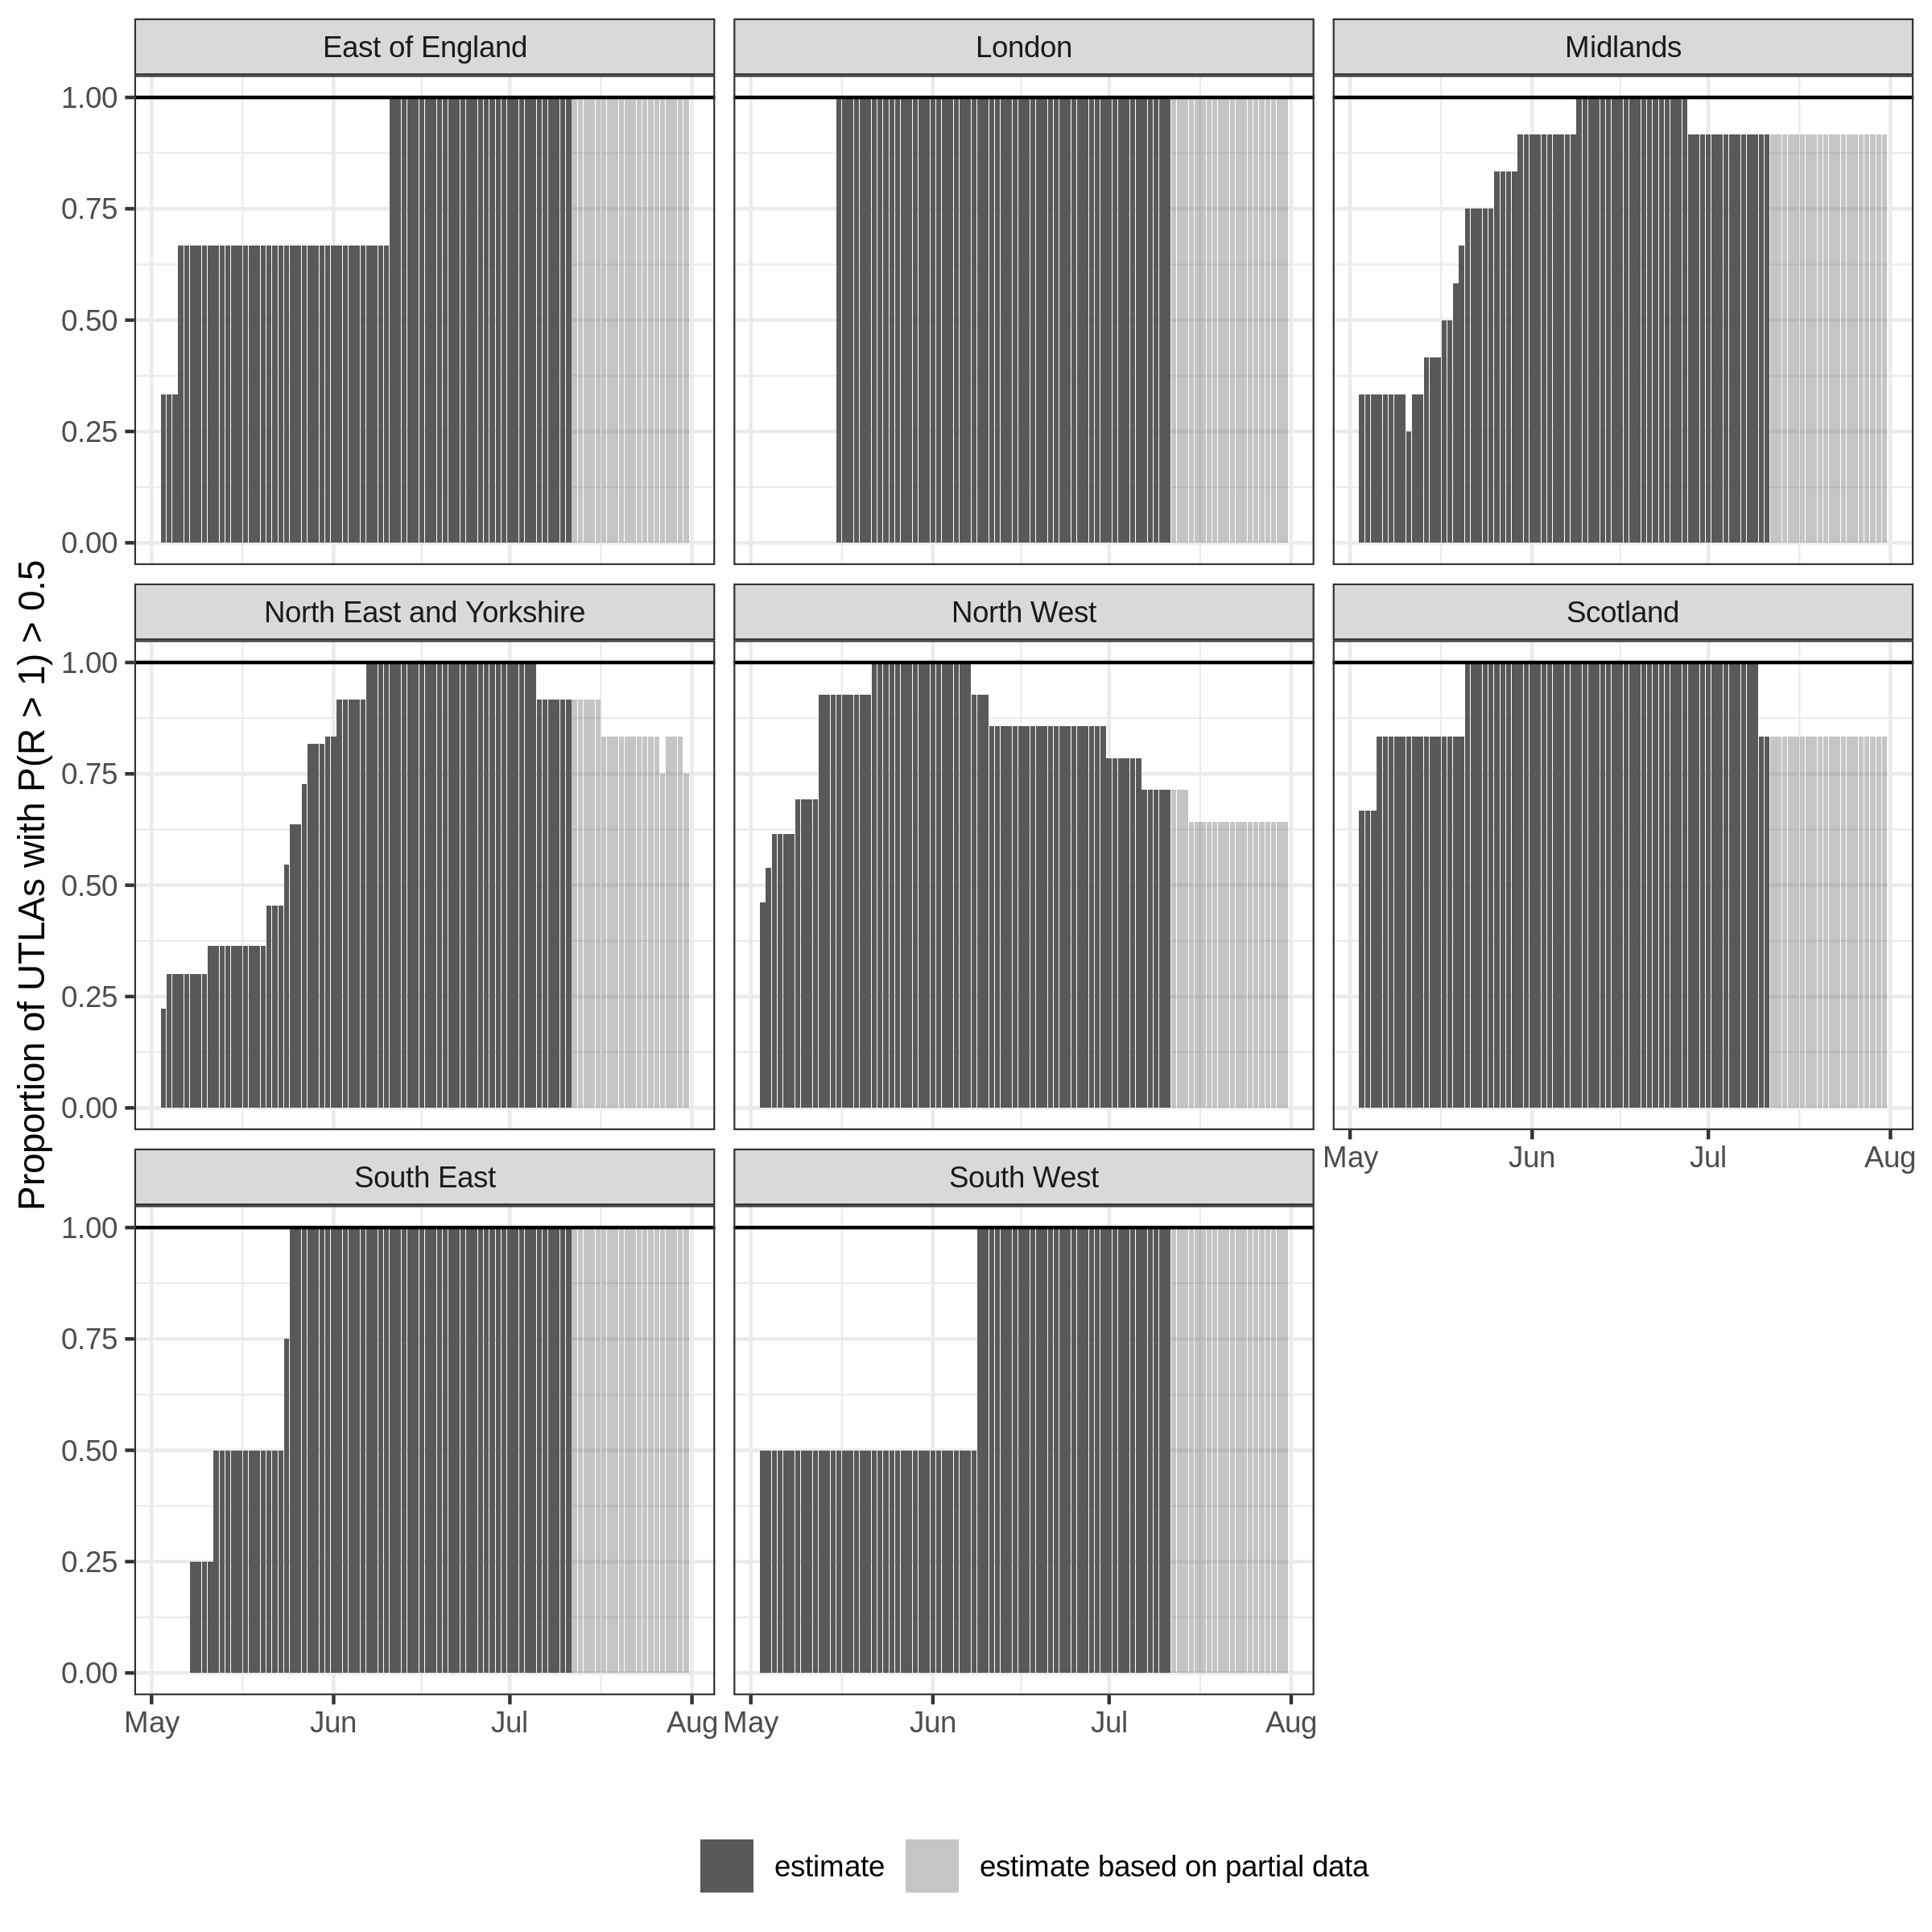 Proportion of UTLAs with P(R > 1) > 0.5
East of England
London
Midlands
1.00
0.75
0.50
0.25
0.00
North East and Yorkshire
North West
Scotland
1.00
0.75
0.50
0.25
0.00
May Jun Jul Aug
South East
South West
1.00
0.75
0.50
0.25
0.00
May Jun Jul Aug
May Jun Jul Aug
estimate
estimate based on partial data